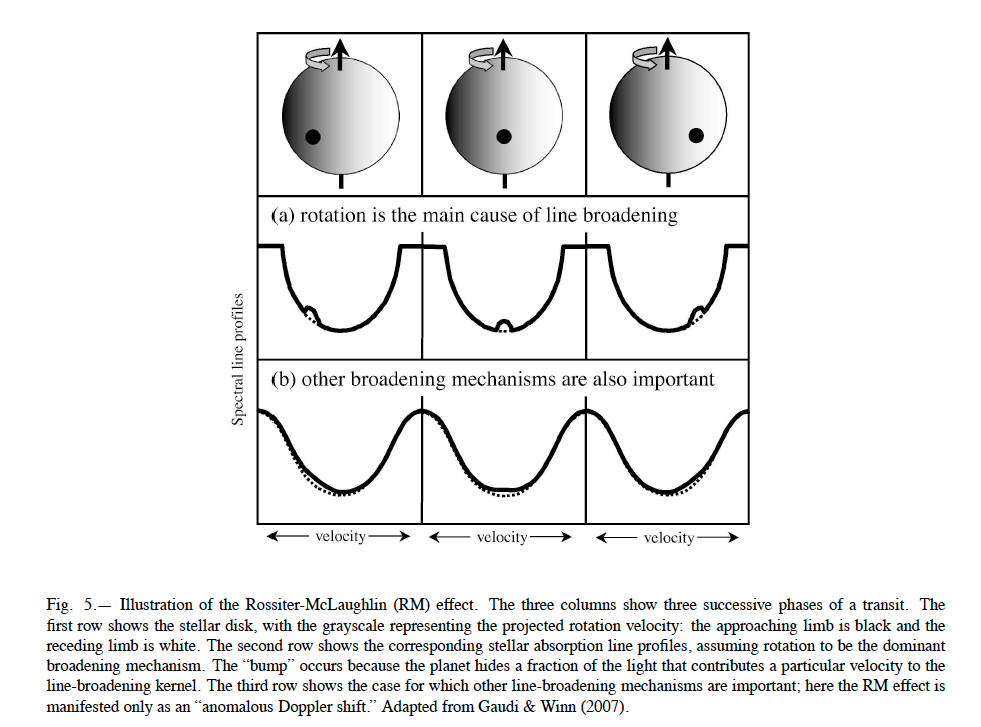 (a) rotation is the main cause of line broadening
Spectral line profiles
(b) other broadening mechanisms are also important
velocity velocity velocity
Fig. 5.— Illustration of the Rossiter-McLaughlin (RM) effect. The three columns show three successive phases of a transit. The
first row shows the stellar disk, with the grayscale representing the projected rotation velocity: the approaching limb is black and the
receding limb is white. The second row shows the corresponding stellar absorption line profiles, assuming rotation to be the dominant
broadening mechanism. The “bump” occurs because the planet hides a fraction of the light that contributes a particular velocity to the
line-broadening kernel. The third row shows the case for which other line-broadening mechanisms are important; here the RM effect is
manifested only as an “anomalous Doppler shift.” Adapted from Gaudi & Winn (2007).